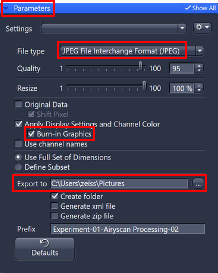 Parameters Show All
Settings
File type JPEG File Interchange Format (JPEG)
Quality 1 100 95
Resize 1 100 100 %
Original Data
Shift Pixel
Apply Display Settings and Channel Color
Burn-in Graphics
Use channel names
Use Full Set of Dimensions
Define Subset
Export to C:\Users\zeiss\Pictures ...
Create folder
Generate xml file
Generate zip file
Prefix Experiment-01-Airyscan Processing-02
Defaults